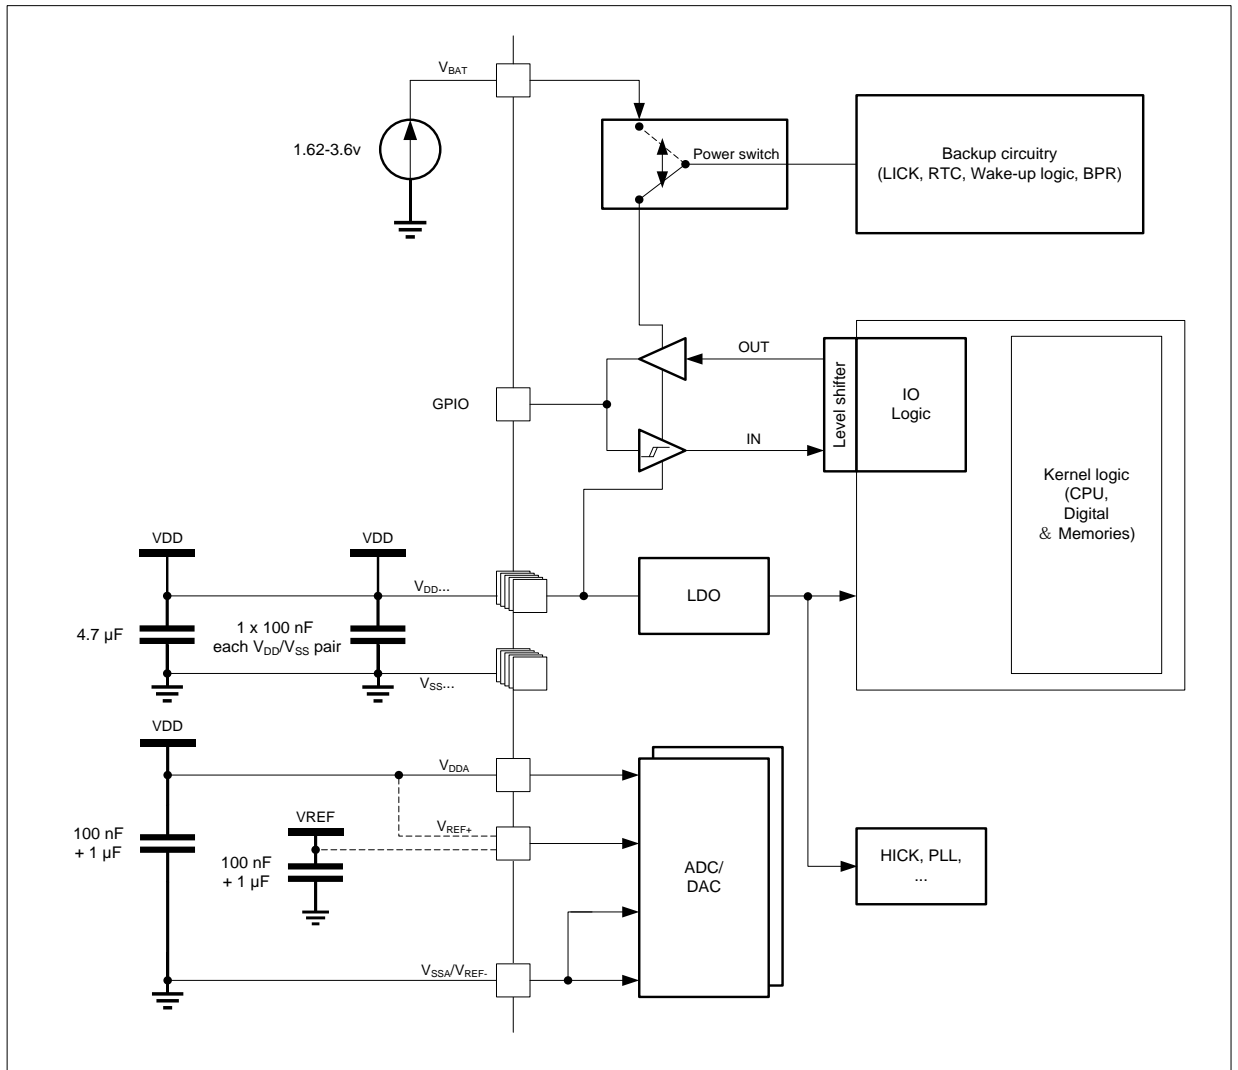 VBAT
1.62-3.6v
Power switch
Backup circuitry
(LICK, RTC, Wake-up logic, BPR)
OUT
GPIO
Level shifter
IO
Logic
IN
Kernel logic
(CPU,
Digital
& Memories)
VDD
VDD
VDD...
LDO
4.7 µF
1 x 100 nF
each VDD/VSS pair
VSS...
VDD
VDDA
VREF
VREF+
100 nF
+ 1 µF
100 nF
+ 1 µF
ADC/
DAC
HICK, PLL,
...
VSSA/VREF-